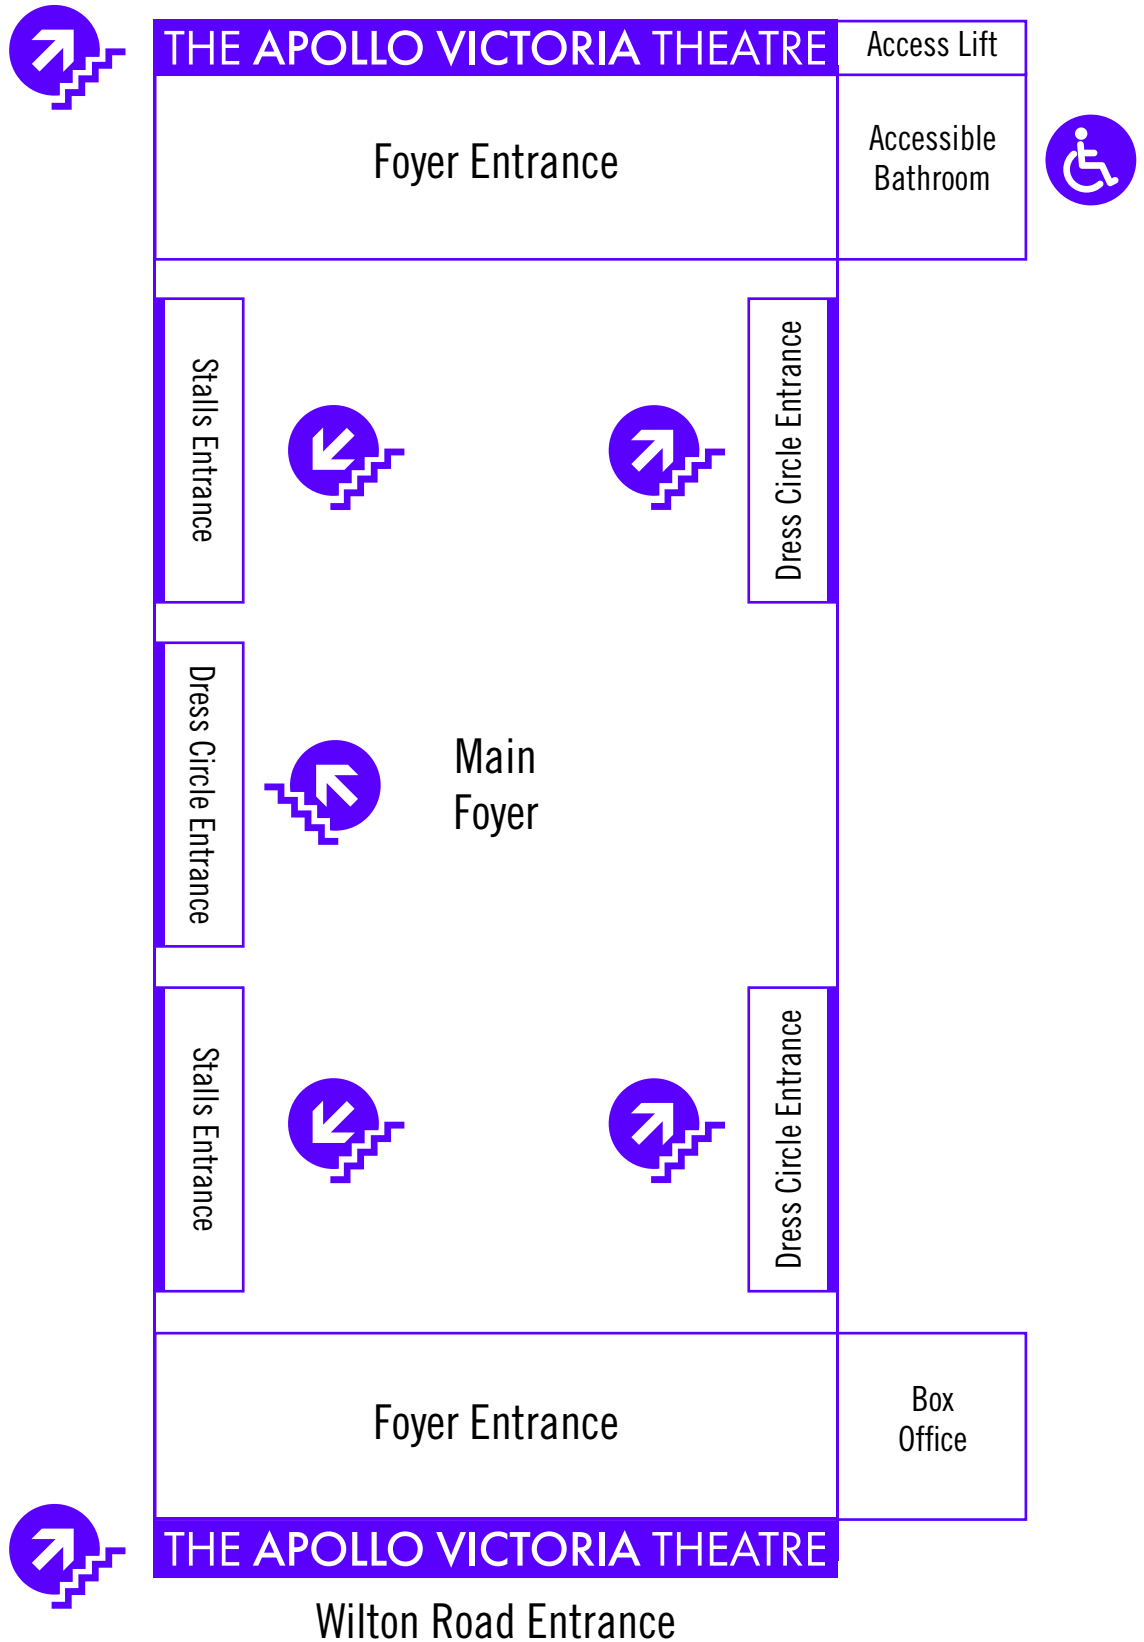 THE APOLLO VICTORIA THEATRE
Access Lift
Foyer Entrance
Accessible
Bathroom
Stalls Entrance
Dress Circle Entrance
Dress Circle Entrance
Main
Foyer
Stalls Entrance
Dress Circle Entrance
Foyer Entrance
Box
Office
THE APOLLO VICTORIA THEATRE
Wilton Road Entrance